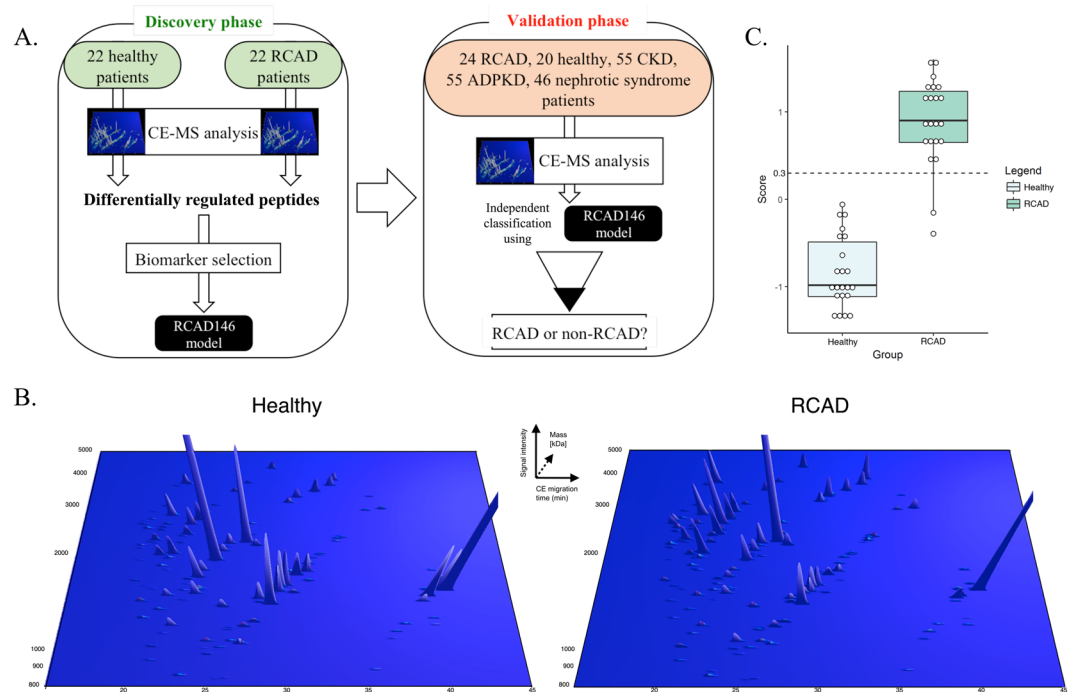 A.
Discovery phase
22 healthy
patients
22 RCAD
patients
CE-MS analysis
Differentially regulated peptides
Biomarker selection
RCAD146
model
Validation phase
24 RCAD, 20 healthy, 55 CKD,
55 ADPKD, 46 nephrotic syndrome
patients
CE-MS analysis
Independent
classification
using
RCAD146
model
RCAD or non-RCAD?
C.
Score
1
0.3
0
-1
Healthy
RCAD
Group
Legend
Healthy
RCAD
B.
Healthy
5000
4000
3000
2000
1000
900
800
20
25
30
35
40
45
Signal intensity
Mass
[kDa]
CE migration
time (min)
RCAD
5000
4000
3000
2000
1000
900
800
20
25
30
35
40
45